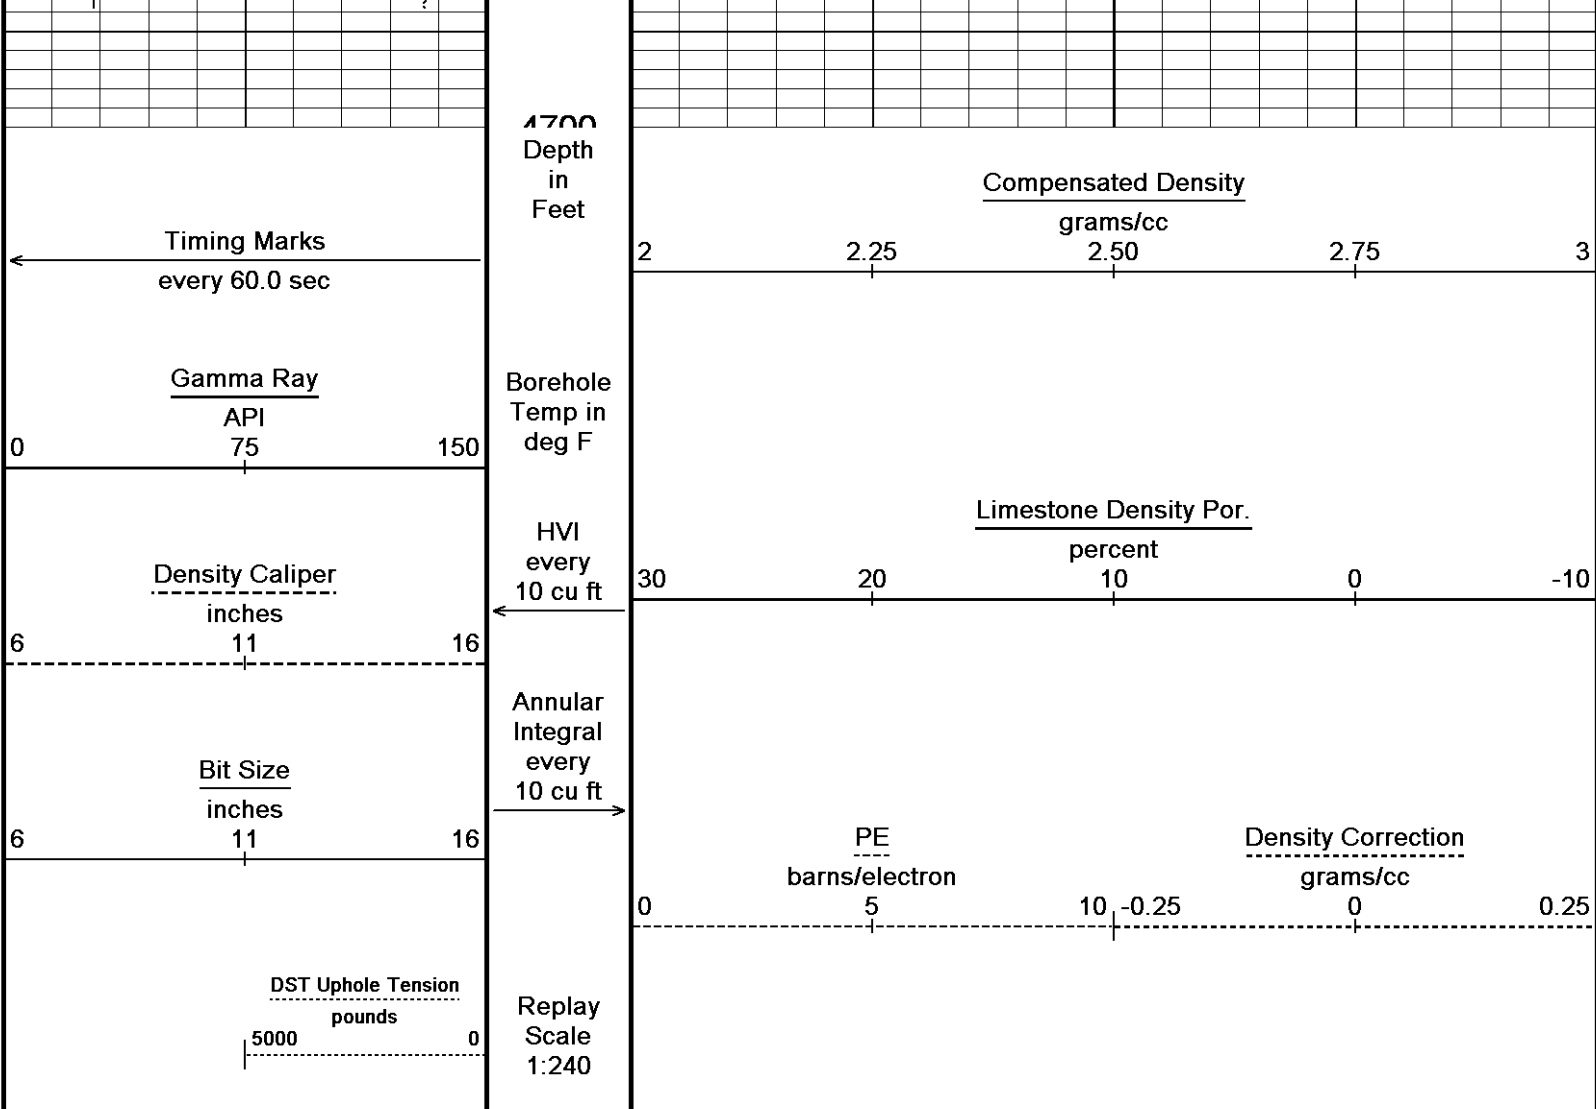 4700
Depth
in
Feet
Timing Marks
every 60.0 sec
Gamma Ray
API
0 75 150
Density Caliper
inches
6 11 16
Bit Size
inches
6 11 16
DST Uphole Tension
pounds
5000 0
Borehole
Temp in
deg F
HVI
every
10 cu ft
Annular
Integral
every
10 cu ft
Replay
Scale
1:240
Compensated Density
grams/cc
2 2.25 2.50 2.75 3
Limestone Density Por.
percent
30 20 10 0 -10
PE
barns/electron
0 5 10
Density Correction
grams/cc
-0.25 0 0.25